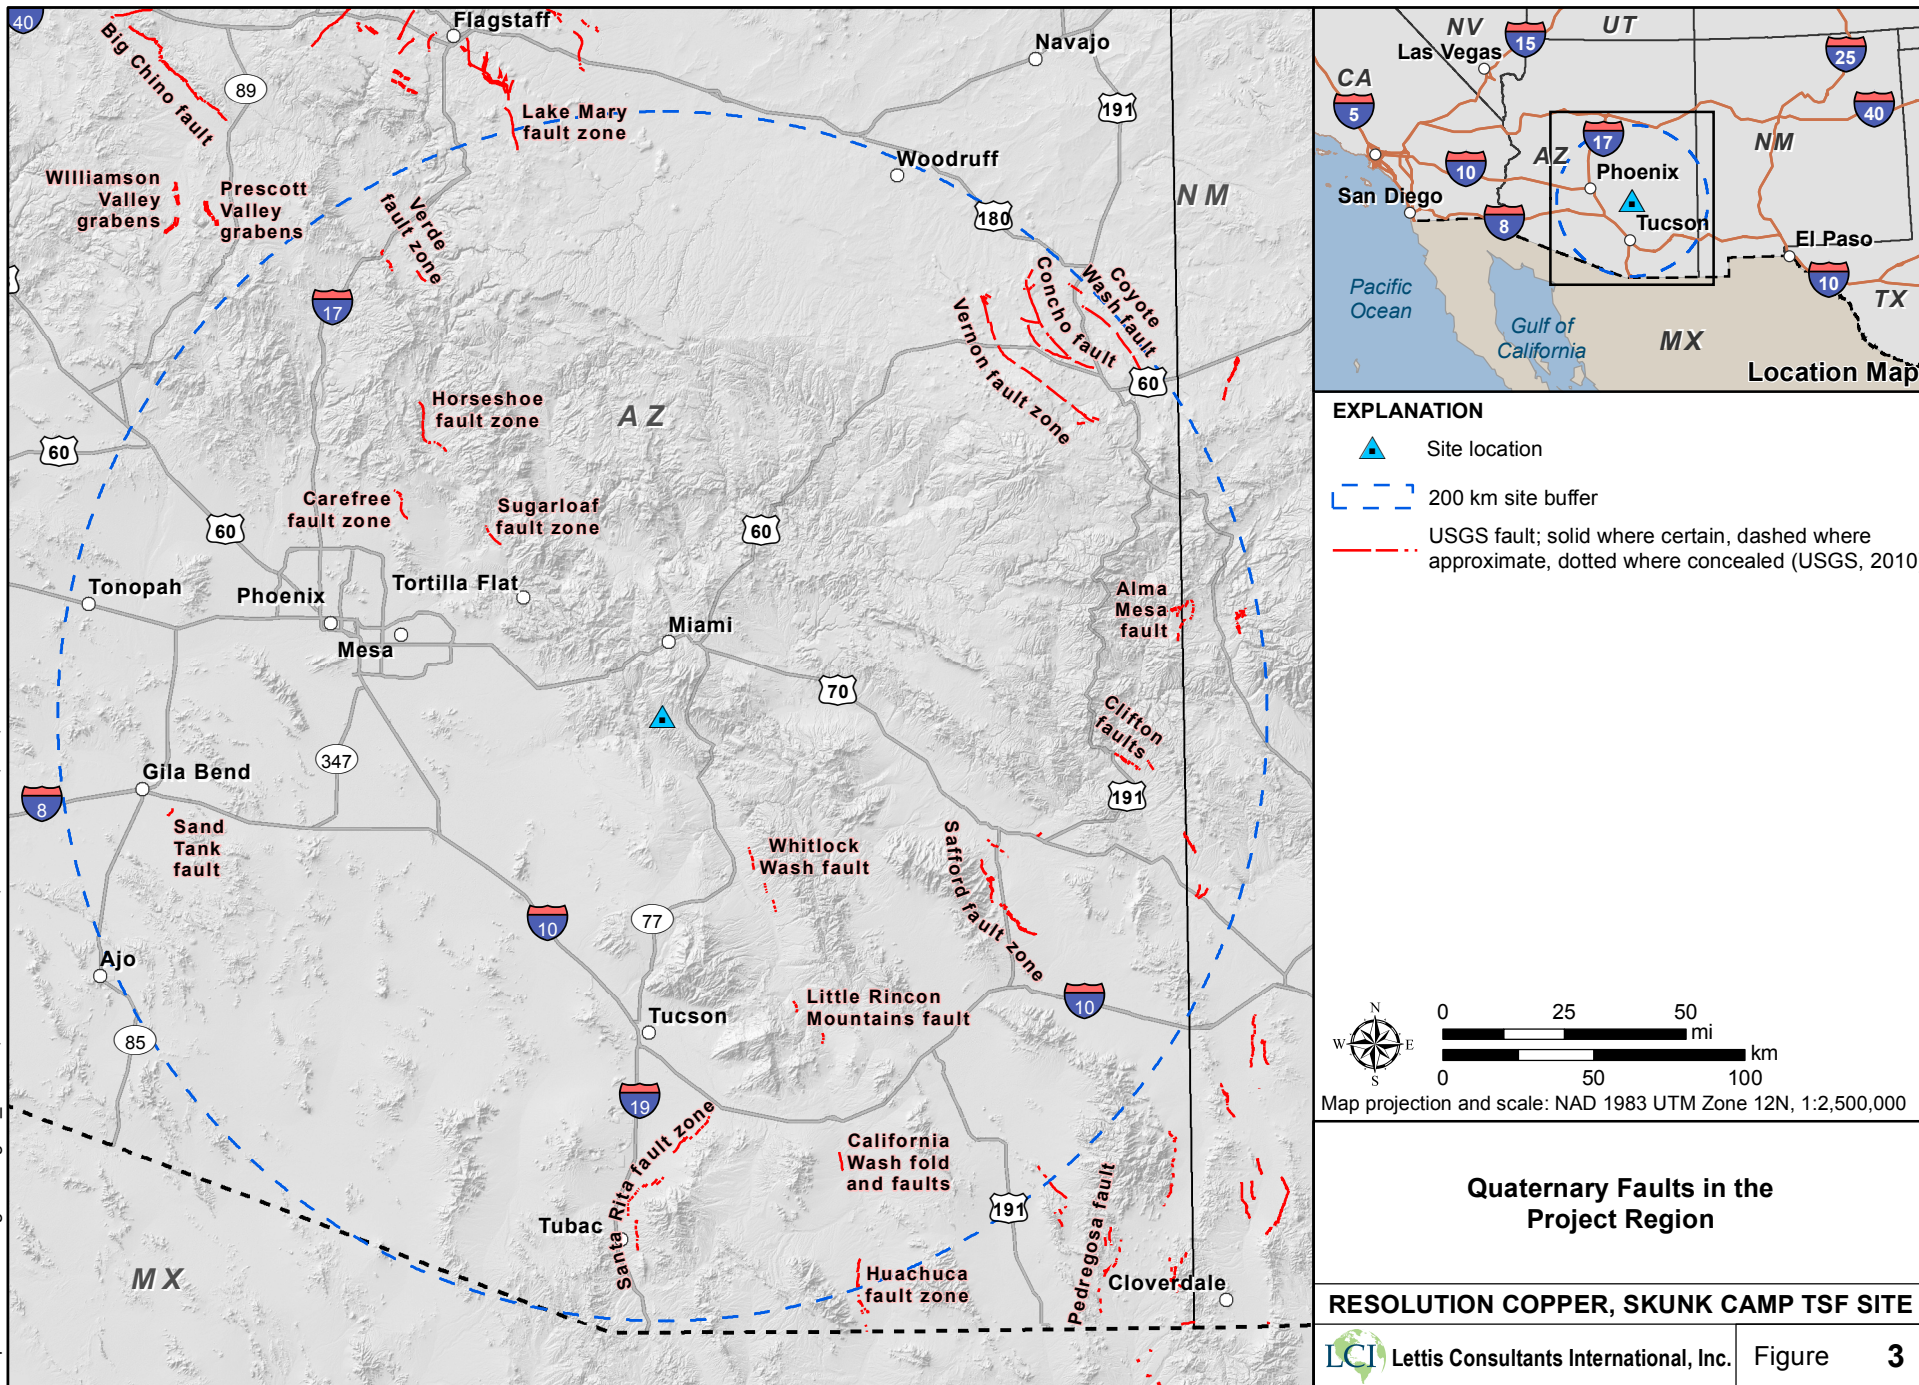 40
Flagstaff
Navajo
Big Chino fault
89
191
Lake Mary
fault zone
Woodruff
WIlliamson
Valley
grabens
Prescott
Valley
grabens
Verde
fault zone
180
NM
17
Concho fault
Coyote
Wash fault
Vernon fault zone
60
Horseshoe
fault zone
AZ
60
Carefree
fault zone
Sugarloaf
fault zone
60
60
Tonopah
Phoenix
Tortilla Flat
Mesa
Miami
Alma
Mesa
fault
70
Clifton
faults
347
Gila Bend
8
191
Sand
Tank
fault
Whitlock
Wash fault
Safford fault zone
10
77
Ajo
Little Rincon
Mountains fault
10
Tucson
85
19
Santa Rita fault zone
California
Wash fold
and faults
191
Pedregosa fault
Tubac
MX
Huachuca
fault zone
Cloverdale
NV
UT
Las Vegas
15
25
CA
5
40
17
NM
AZ
10
Phoenix
San Diego
8
Tucson
El Paso
10
TX
Pacific
Ocean
Gulf of
California
MX
Location Map
EXPLANATION
Site location
200 km site buffer
USGS fault; solid where certain, dashed where
approximate, dotted where concealed (USGS, 2010
N
W
E
S
0 25 50
mi
km
0 50 100
Map projection and scale: NAD 1983 UTM Zone 12N, 1:2,500,000
Quaternary Faults in the
Project Region
RESOLUTION COPPER, SKUNK CAMP TSF SITE
LCI Lettis Consultants International, Inc.
Figure 3